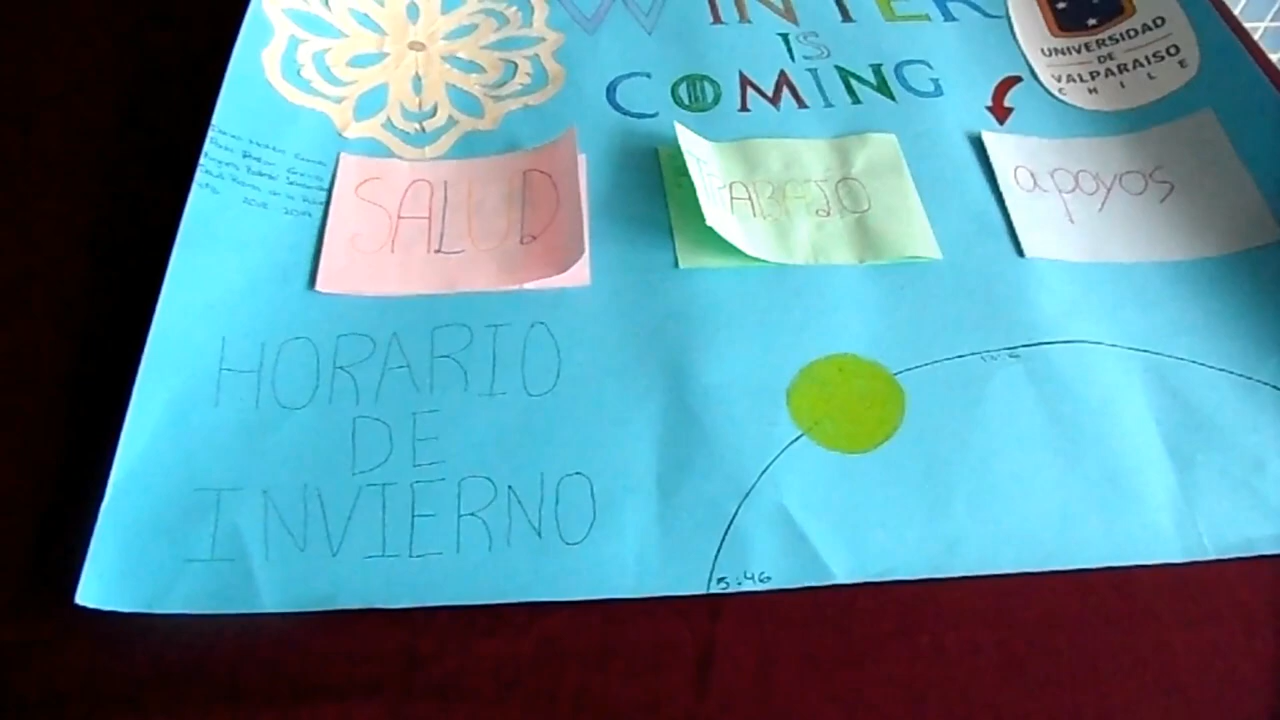 WINTER
IS
COMING
UNIVERSIDAD
DE
VALPARAISO
CHILE
SALUD
TRABAJO
apoyos
HORARIO
DE
INVIERNO
5:46